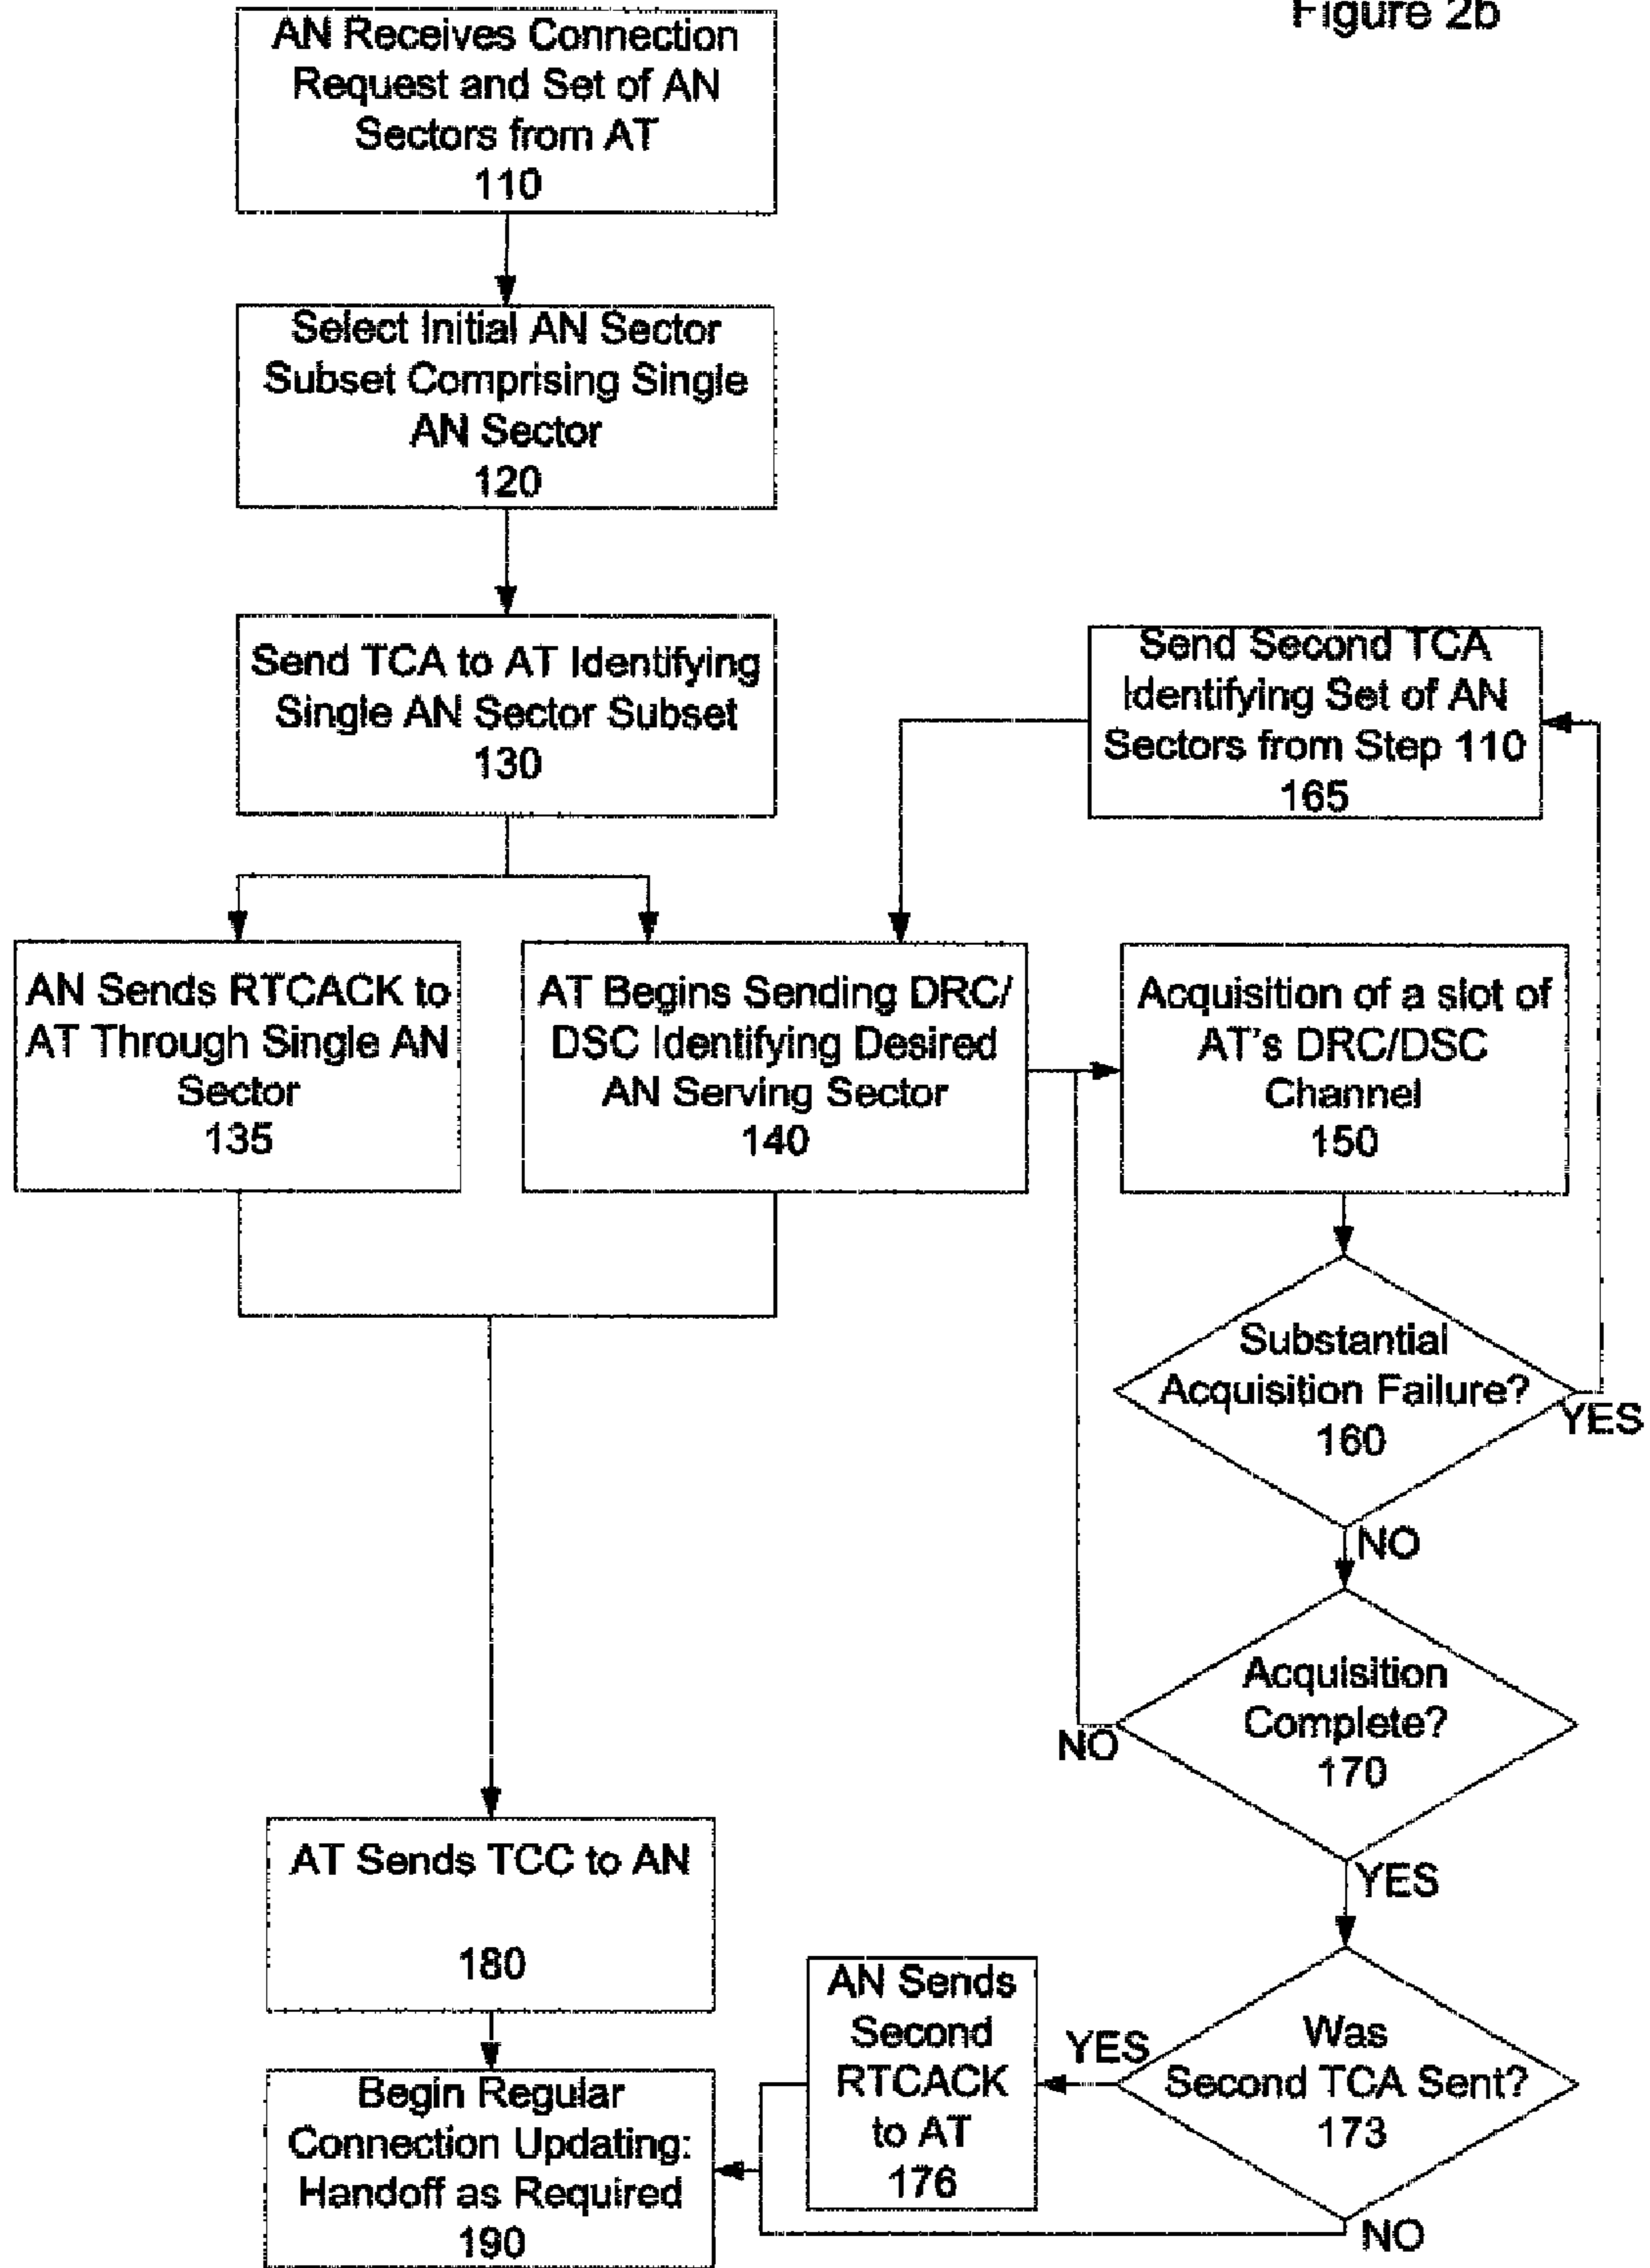 Figure 2b
AN Receives Connection
Request and Set of AN
Sectors from AT
110
Select Initial AN Sector
Subset Comprising Single
AN Sector
120
Send TCA to AT Identifying
Single AN Sector Subset
130
Send Second TCA
Identifying Set of AN
Sectors from Step 110
165
AN Sends RTCACK to
AT Through Single AN
Sector
135
AT Begins Sending DRC/
DSC Identifying Desired
AN Serving Sector
140
Acquisition of a slot of
AT's DRC/DSC
Channel
150
Substantial
Acquisition Failure?
160
YES
NO
Acquisition
Complete?
170
NO
YES
AT Sends TCC to AN
180
AN Sends
Second
RTCACK
to AT
176
YES
Was
Second TCA Sent?
173
NO
Begin Regular
Connection Updating:
Handoff as Required
190